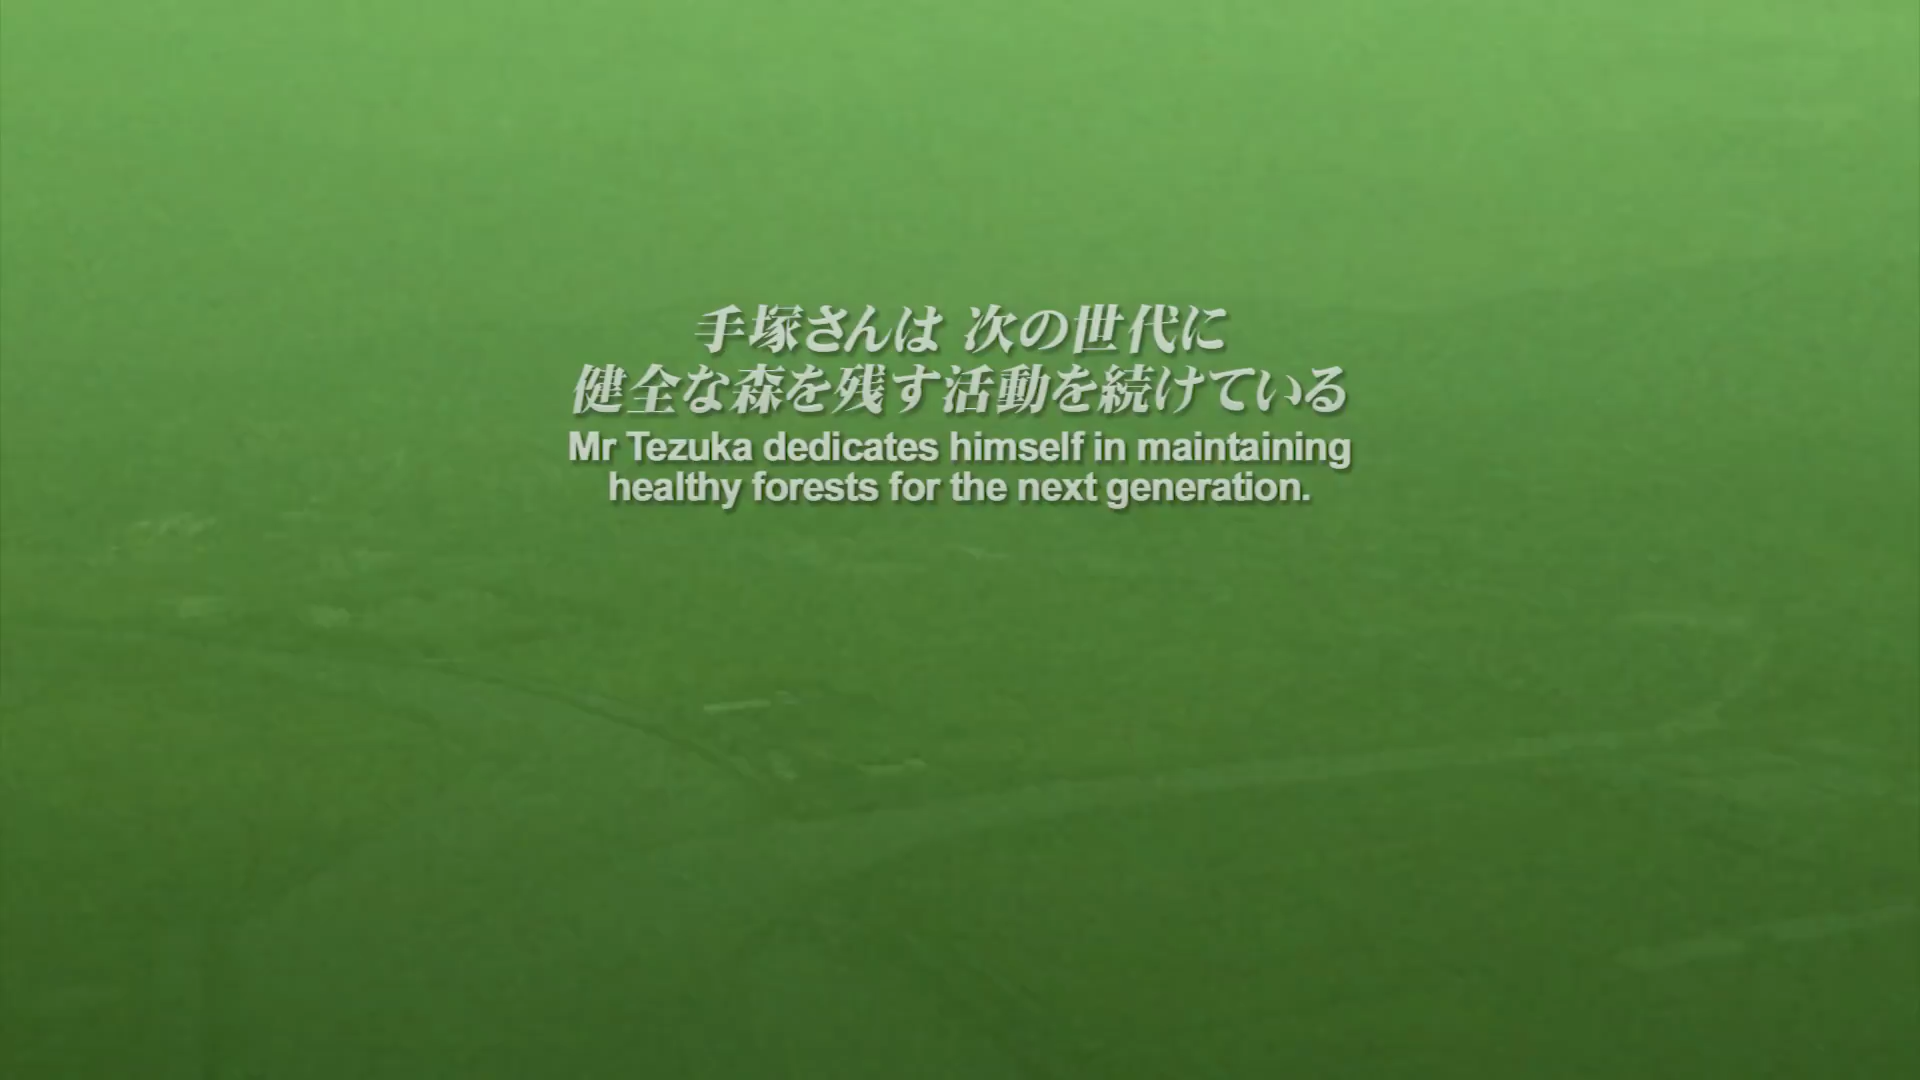 手塚さんは 次の世代に
健全な森を残す活動を続けている
Mr Tezuka dedicates himself in maintaining
healthy forests for the next generation.